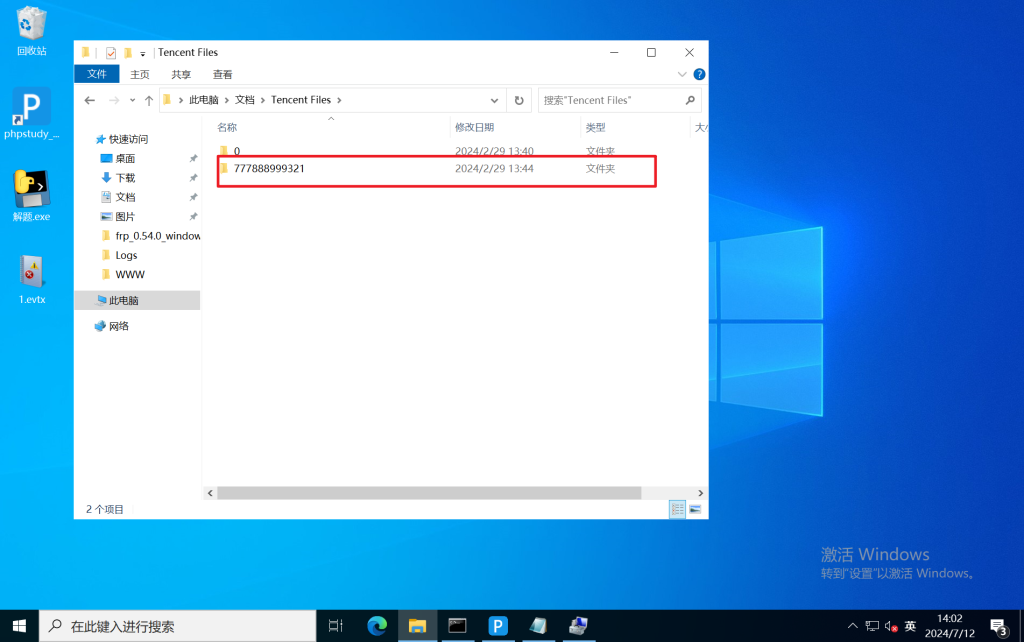 回收站
phpstudy_...
解题.exe
1.evtx
Tencent Files
文件 主页 共享 查看
此电脑 文档 Tencent Files
搜索"Tencent Files"
名称 修改日期 类型 大小
快速访问
桌面
下载
文档
图片
frp_0.54.0_window
Logs
WWW
此电脑
网络
0 2024/2/29 13:40 文件夹
777888999321 2024/2/29 13:44 文件夹
2 个项目
激活 Windows
转到"设置"以激活 Windows。
在此键入进行搜索
英
14:02
2024/7/12
3